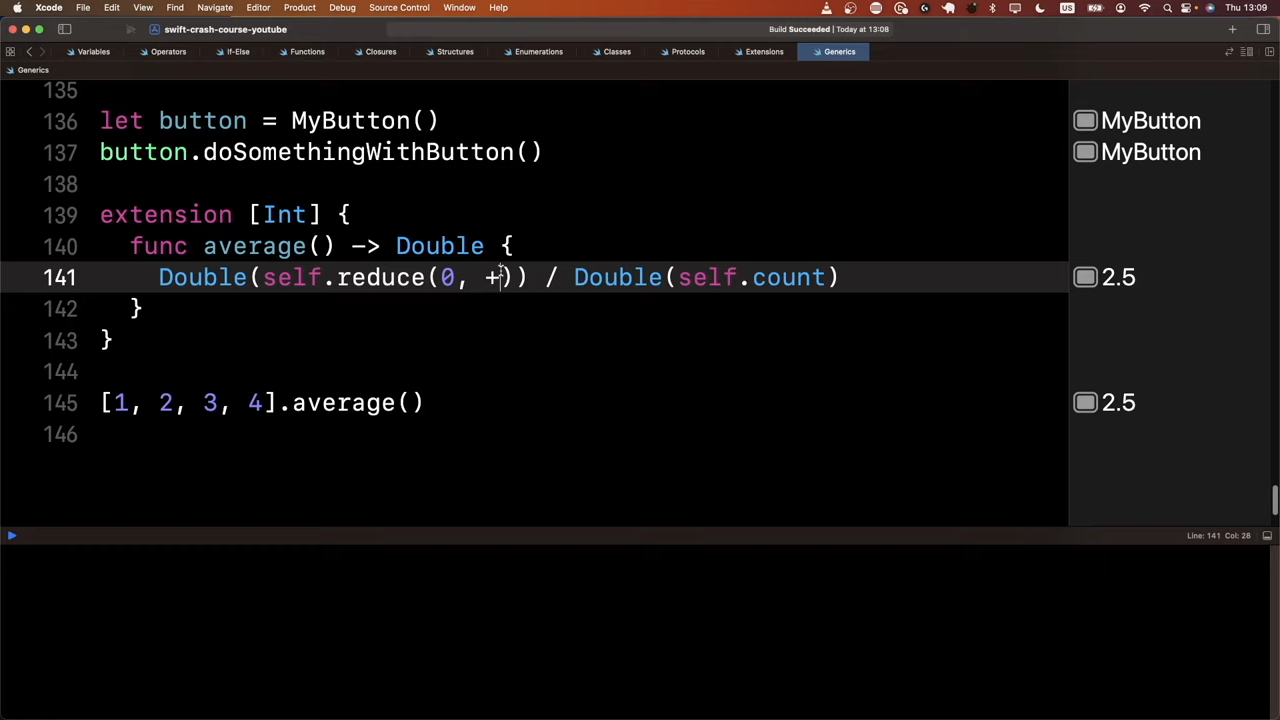 Xcode File Edit View Find Navigate Editor Product Debug Source Control Window Help US Thu 13:09
swift-crash-course-youtube Build Succeeded | Today at 13:08
Variables Operators If-Else Functions Closures Structures Enumerations Classes Protocols Extensions Generics
Generics
135
136 let button = MyButton() MyButton
137 button.doSomethingWithButton() MyButton
138
139 extension [Int] {
140 func average() -> Double {
141 Double(self.reduce(0, +)) / Double(self.count) 2.5
142 }
143 }
144
145 [1, 2, 3, 4].average() 2.5
146
Line: 141 Col: 28